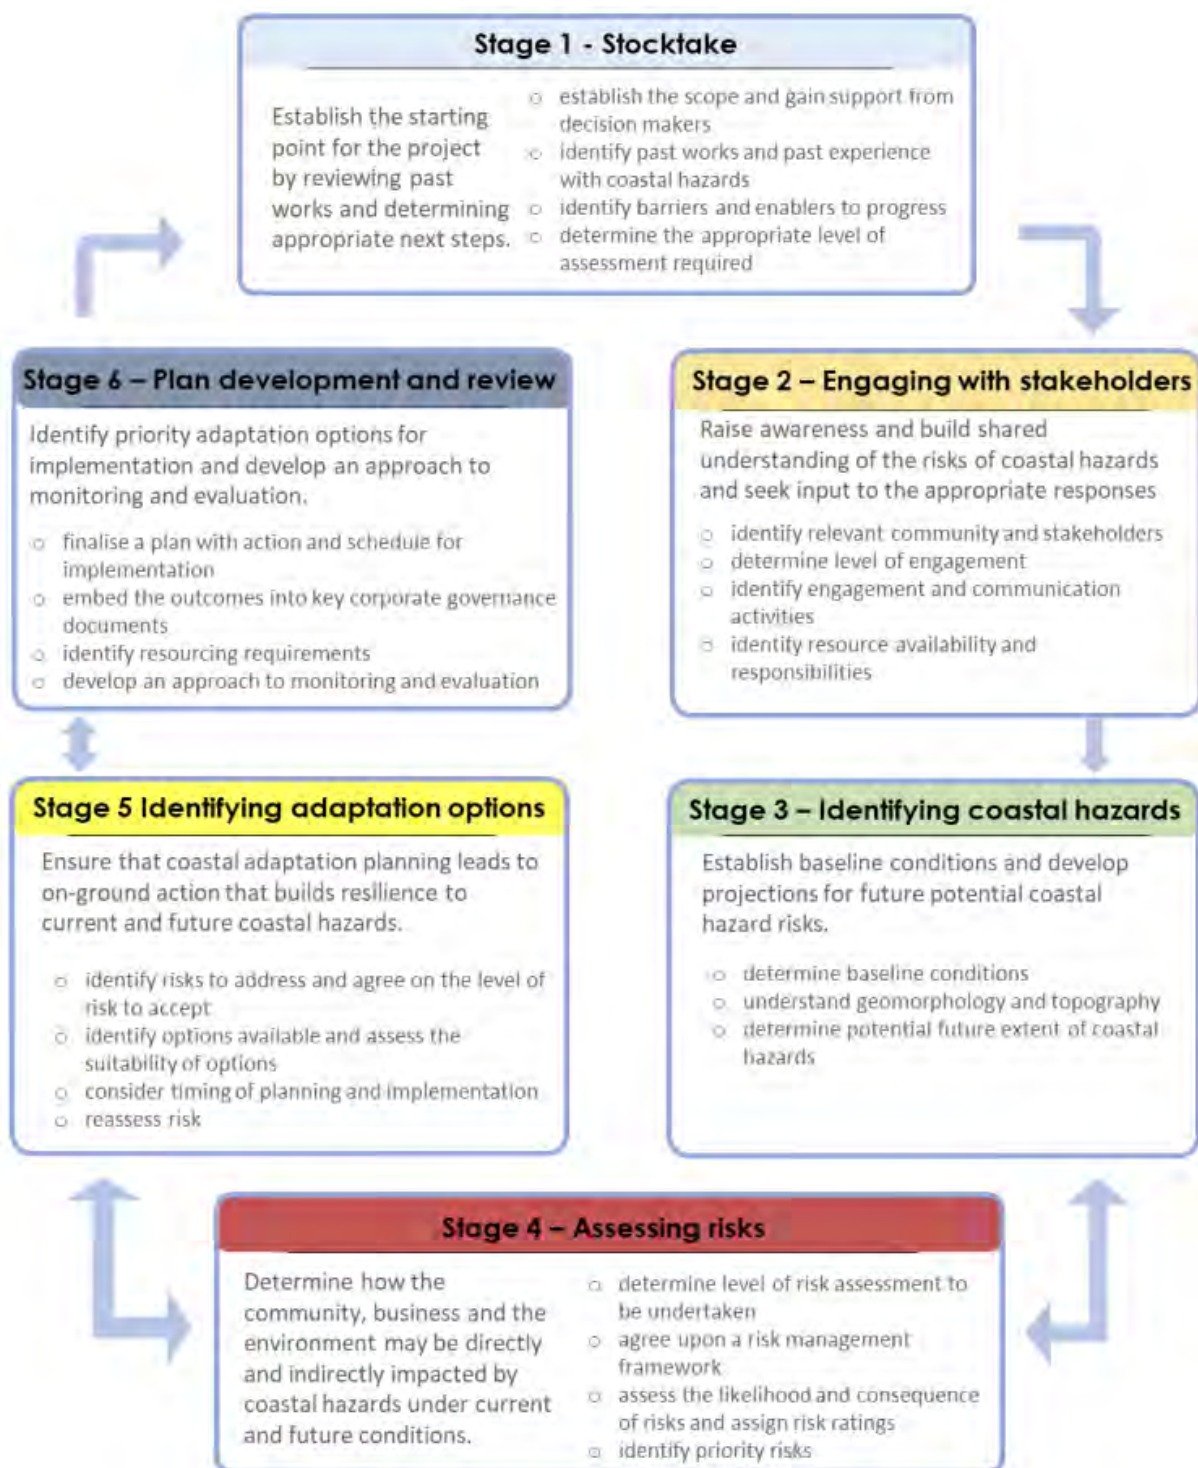 Stage 1 - Stocktake
Establish the starting
point for the project
by reviewing past
works and determining
appropriate next steps.
○ establish the scope and gain support from
decision makers
○ identify past works and past experience
with coastal hazards
○ identify barriers and enablers to progress
○ determine the appropriate level of
assessment required
Stage 2 – Engaging with stakeholders
Raise awareness and build shared
understanding of the risks of coastal hazards
and seek input to the appropriate responses
○ identify relevant community and stakeholders
○ determine level of engagement
○ identify engagement and communication
activities
○ identify resource availability and
responsibilities
Stage 3 – Identifying coastal hazards
Establish baseline conditions and develop
projections for future potential coastal
hazard risks.
○ determine baseline conditions
○ understand geomorphology and topography
○ determine potential future extent of coastal
hazards
Stage 4 – Assessing risks
Determine how the
community, business and the
environment may be directly
and indirectly impacted by
coastal hazards under current
and future conditions.
○ determine level of risk assessment to
be undertaken
○ agree upon a risk management
framework
○ assess the likelihood and consequence
of risks and assign risk ratings
○ identify priority risks
Stage 5 Identifying adaptation options
Ensure that coastal adaptation planning leads to
on-ground action that builds resilience to
current and future coastal hazards.
○ identify risks to address and agree on the level of
risk to accept
○ identify options available and assess the
suitability of options
○ consider timing of planning and implementation
○ reassess risk
Stage 6 – Plan development and review
Identify priority adaptation options for
implementation and develop an approach to
monitoring and evaluation.
○ finalise a plan with action and schedule for
implementation
○ embed the outcomes into key corporate governance
documents
○ identify resourcing requirements
○ develop an approach to monitoring and evaluation